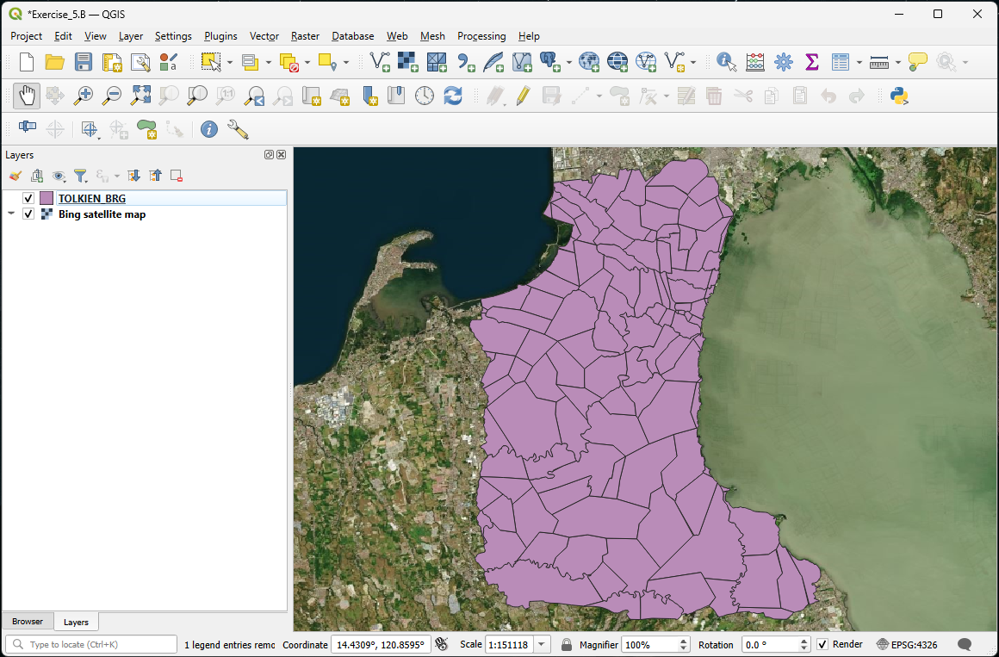 *Exercise_5.B — QGIS
Project Edit View Layer Settings Plugins Vector Raster Database Web Mesh Processing Help
Layers
TOLKIEN_BRG
Bing satellite map
Browser Layers
Type to locate (Ctrl+K) 1 legend entries remo Coordinate 14.4309°, 120.8595° Scale 1:151118 Magnifier 100% Rotation 0.0 ° Render EPSG:4326